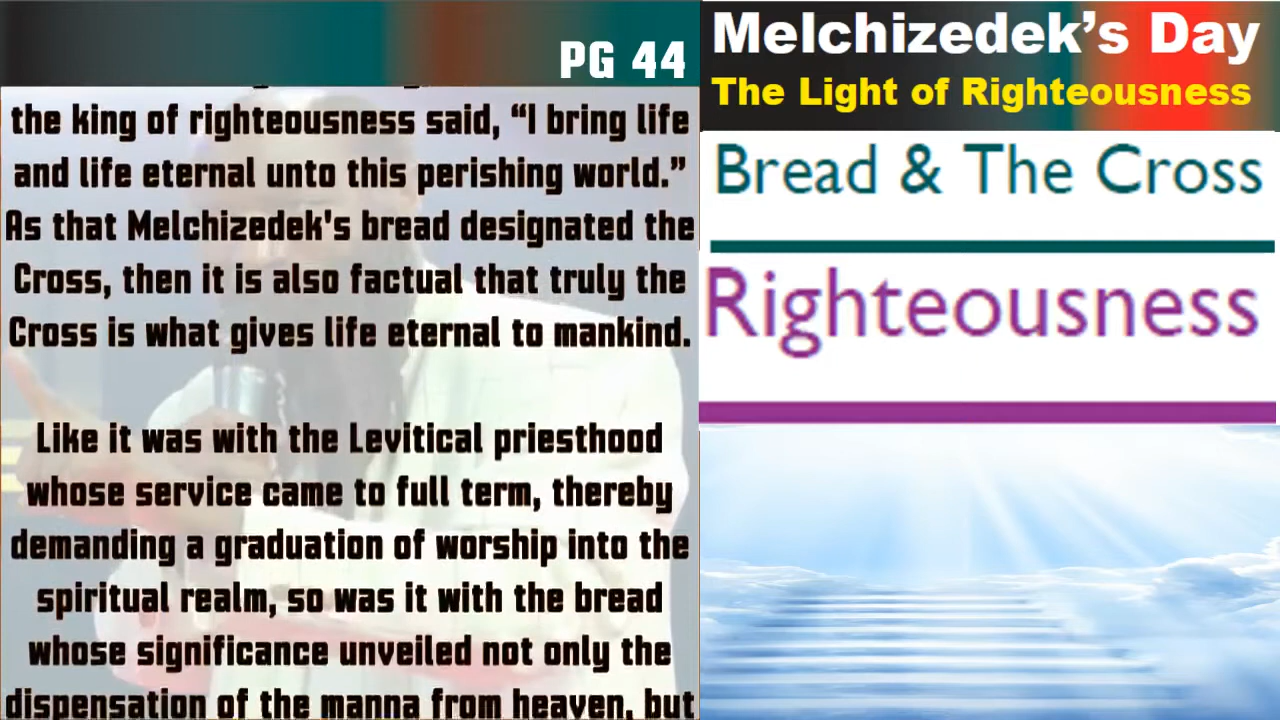 PG 44
the king of righteousness said, “I bring life
and life eternal unto this perishing world.”
As that Melchizedek's bread designated the
Cross, then it is also factual that truly the
Cross is what gives life eternal to mankind.
Like it was with the Levitical priesthood
whose service came to full term, thereby
demanding a graduation of worship into the
spiritual realm, so was it with the bread
whose significance unveiled not only the
dispensation of the manna from heaven, but
Melchizedek’s Day
The Light of Righteousness
Bread & The Cross
Righteousness